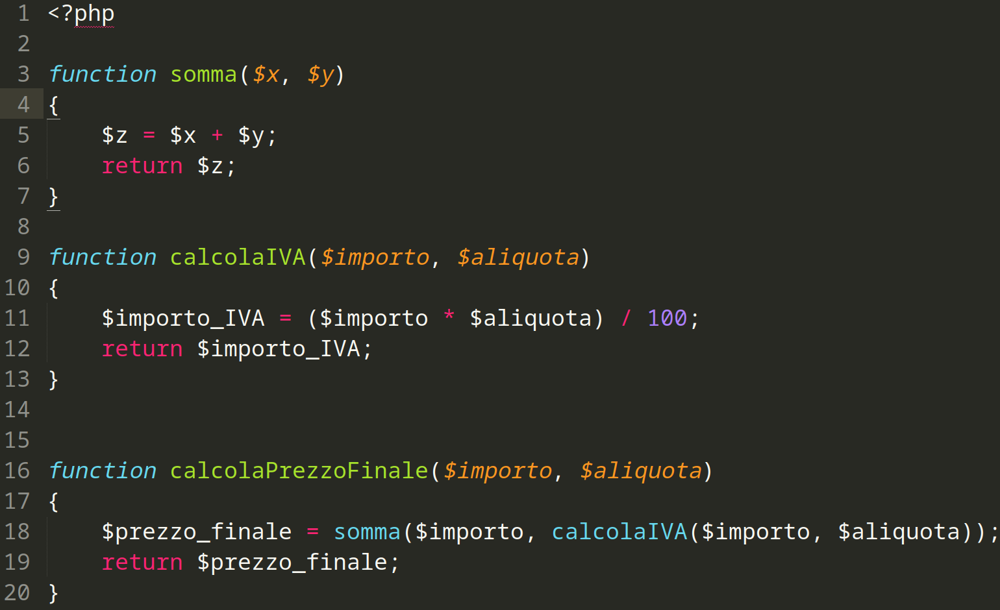 1 <?php
2
3 function somma($x, $y)
4 {
5     $z = $x + $y;
6     return $z;
7 }
8
9 function calcolaIVA($importo, $aliquota)
10 {
11     $importo_IVA = ($importo * $aliquota) / 100;
12     return $importo_IVA;
13 }
14
15
16 function calcolaPrezzoFinale($importo, $aliquota)
17 {
18     $prezzo_finale = somma($importo, calcolaIVA($importo, $aliquota));
19     return $prezzo_finale;
20 }